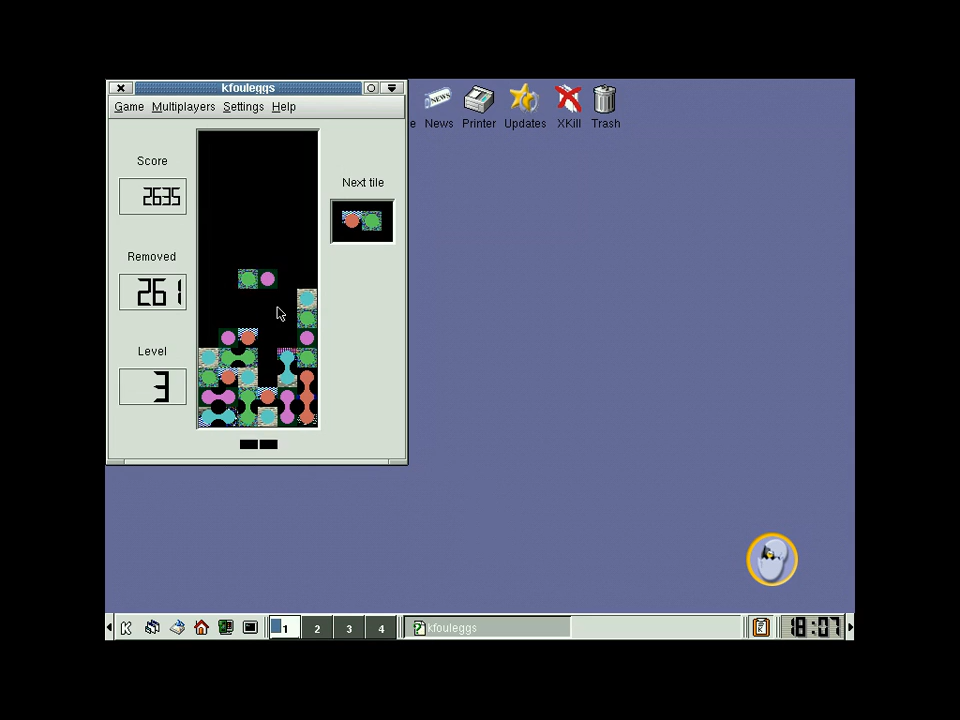 kfouleggs
Game Multiplayers Settings Help
e News Printer Updates XKill Trash
Score
2635
Next tile
Removed
261
Level
3
NEWS
1 2 3 4
kfouleggs
18:07